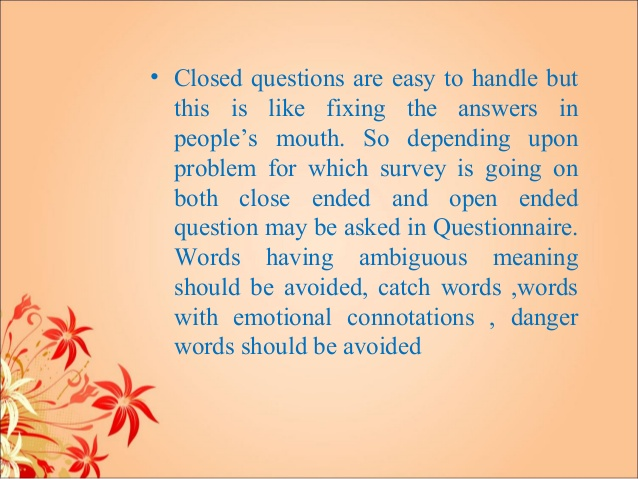 • Closed questions are easy to handle but
this is like fixing the answers in
people’s mouth. So depending upon
problem for which survey is going on
both close ended and open ended
question may be asked in Questionnaire.
Words having ambiguous meaning
should be avoided, catch words ,words
with emotional connotations , danger
words should be avoided